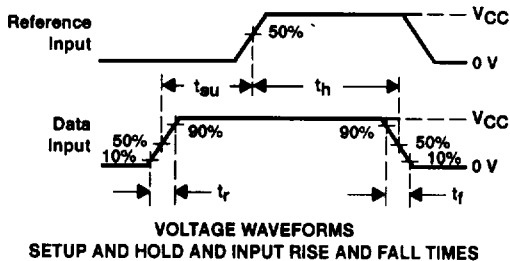 Reference
Input
50%
VCC
0 V
tsu
th
Data
Input
50%
10%
90%
90%
VCC
50%
10%
0 V
tr
tf
VOLTAGE WAVEFORMS
SETUP AND HOLD AND INPUT RISE AND FALL TIMES